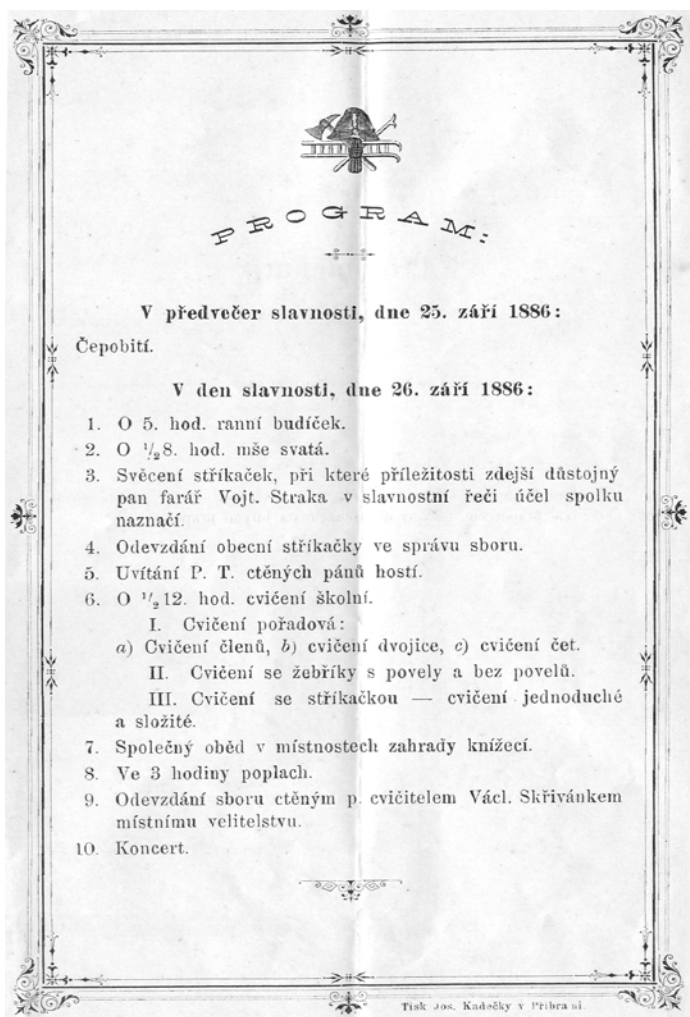 PROGRAM:
V předvečer slavnosti, dne 25. září 1886:
Čepobití.
V den slavnosti, dne 26. září 1886:
1. O 5. hod. ranní budíček.
2. O 1/2 8. hod. mše svatá.
3. Svěcení stříkaček, při které příležitosti zdejší důstojný
pan farář Vojt. Straka v slavnostní řeči účel spolku
naznačí.
4. Odevzdání obecní stříkačky ve správu sboru.
5. Uvítání P. T. ctěných pánů hostí.
6. O 1/2 12. hod. cvičení školní.
I. Cvičení pořadová:
a) Cvičení členů, b) cvičení dvojice, c) cvičení čet.
II. Cvičení se žebříky s povely a bez povelů.
III. Cvičení se stříkačkou — cvičení jednoduché
a složité.
7. Společný oběd v místnostech zahrady knížecí.
8. Ve 3 hodiny poplach.
9. Odevzdání sboru ctěným p. cvičitelem Václ. Skřivánkem
místnímu velitelstvu.
10. Koncert.
Tisk Jos. Kadečky v Příbrami.